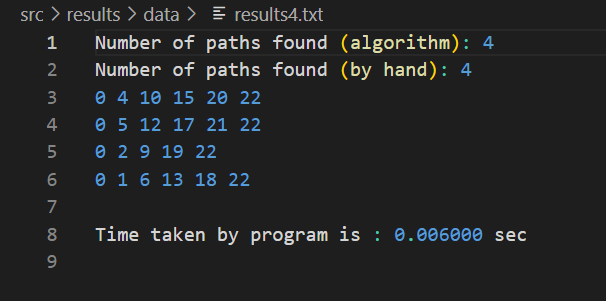 src > results > data > results4.txt
1 Number of paths found (algorithm): 4
2 Number of paths found (by hand): 4
3 0 4 10 15 20 22
4 0 5 12 17 21 22
5 0 2 9 19 22
6 0 1 6 13 18 22
7
8 Time taken by program is : 0.006000 sec
9